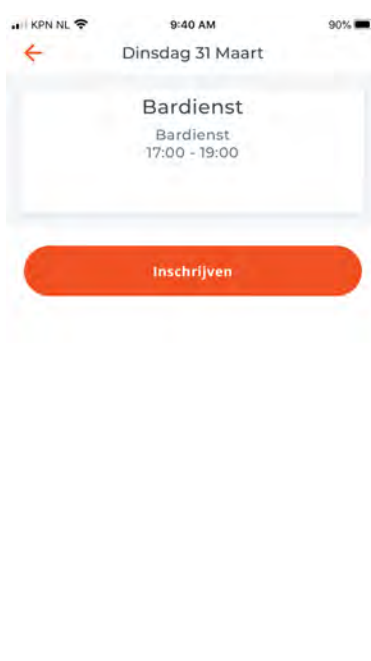 KPN NL 9:40 AM 90%
Dinsdag 31 Maart
Bardienst
Bardienst
17:00 - 19:00
Inschrijven